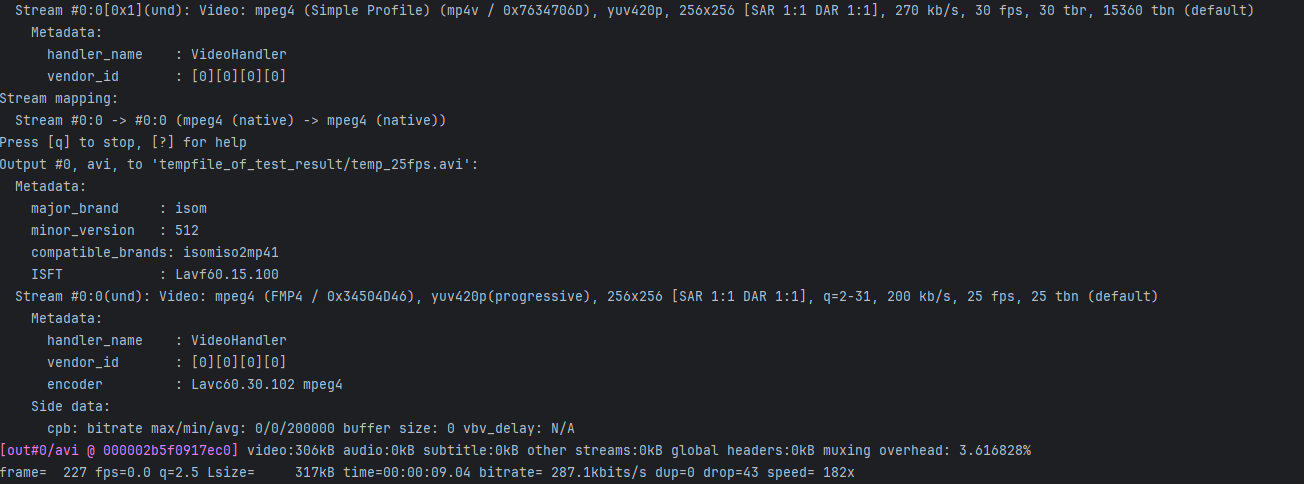 Stream #0:0[0x1](und): Video: mpeg4 (Simple Profile) (mp4v / 0x7634706D), yuv420p, 256x256 [SAR 1:1 DAR 1:1], 270 kb/s, 30 fps, 30 tbr, 15360 tbn (default)
Metadata:
handler_name    : VideoHandler
vendor_id       : [0][0][0][0]
Stream mapping:
Stream #0:0 -> #0:0 (mpeg4 (native) -> mpeg4 (native))
Press [q] to stop, [?] for help
Output #0, avi, to 'tempfile_of_test_result/temp_25fps.avi':
Metadata:
major_brand     : isom
minor_version   : 512
compatible_brands: isomiso2mp41
ISFT            : Lavf60.15.100
Stream #0:0(und): Video: mpeg4 (FMP4 / 0x34504D46), yuv420p(progressive), 256x256 [SAR 1:1 DAR 1:1], q=2-31, 200 kb/s, 25 fps, 25 tbn (default)
Metadata:
handler_name    : VideoHandler
vendor_id       : [0][0][0][0]
encoder         : Lavc60.30.102 mpeg4
Side data:
cpb: bitrate max/min/avg: 0/0/200000 buffer size: 0 vbv_delay: N/A
[out#0/avi @ 000002b5f0917ec0] video:306kB audio:0kB subtitle:0kB other streams:0kB global headers:0kB muxing overhead: 3.616828%
frame=  227 fps=0.0 q=2.5 Lsize=     317kB time=00:00:09.04 bitrate= 287.1kbits/s dup=0 drop=43 speed= 182x